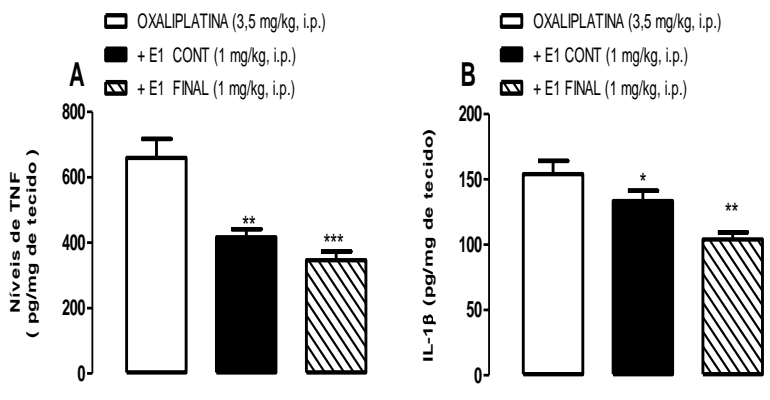 OXALIPLATINA (3,5 mg/kg, i.p.)
+ E1 CONT (1 mg/kg, i.p.)
+ E1 FINAL (1 mg/kg, i.p.)
A
800
600
400
200
0
Níveis de TNF
( pg/mg de tecido )
**
***
OXALIPLATINA (3,5 mg/kg, i.p.)
+ E1 CONT (1 mg/kg, i.p.)
+ E1 FINAL (1 mg/kg, i.p.)
B
200
150
100
50
0
IL-1β (pg/mg de tecido)
*
**